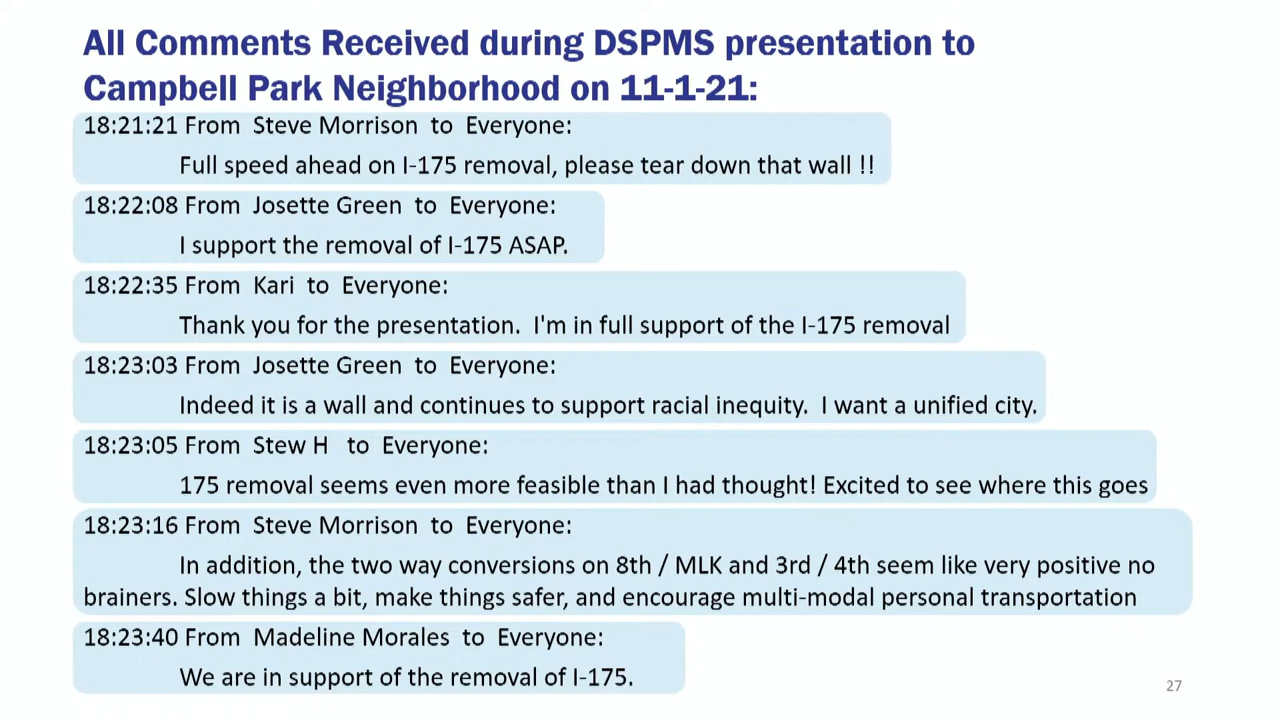 All Comments Received during DSPMS presentation to
Campbell Park Neighborhood on 11-1-21:
18:21:21 From  Steve Morrison  to  Everyone:
Full speed ahead on I-175 removal, please tear down that wall !!
18:22:08 From  Josette Green  to  Everyone:
I support the removal of I-175 ASAP.
18:22:35 From  Kari  to  Everyone:
Thank you for the presentation.  I'm in full support of the I-175 removal
18:23:03 From  Josette Green  to  Everyone:
Indeed it is a wall and continues to support racial inequity.  I want a unified city.
18:23:05 From  Stew H   to  Everyone:
175 removal seems even more feasible than I had thought! Excited to see where this goes
18:23:16 From  Steve Morrison  to  Everyone:
In addition, the two way conversions on 8th / MLK and 3rd / 4th seem like very positive no
brainers. Slow things a bit, make things safer, and encourage multi-modal personal transportation
18:23:40 From  Madeline Morales  to  Everyone:
We are in support of the removal of I-175.
27